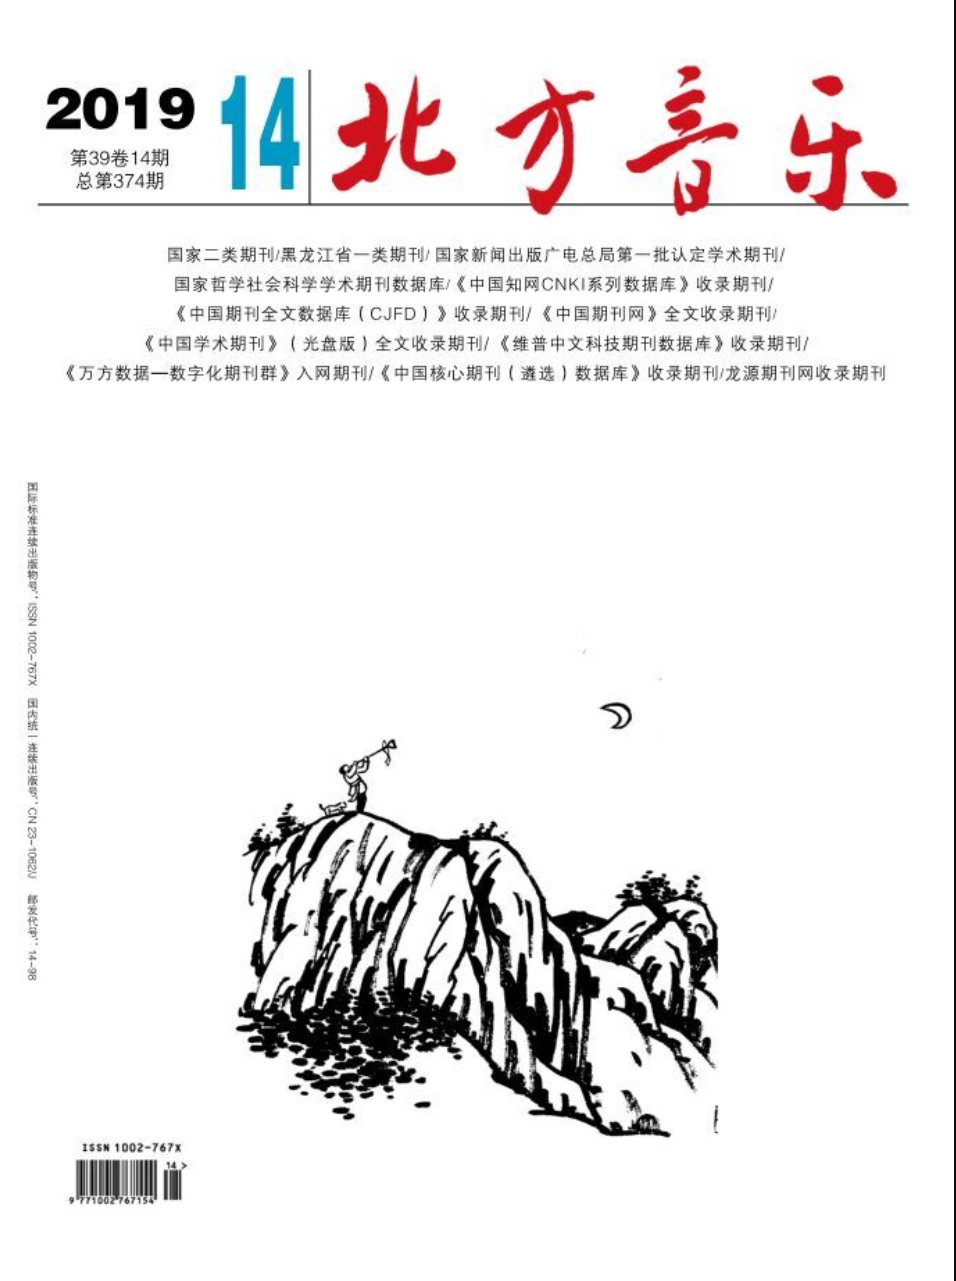 2019
第39卷14期
总第374期
14
北方音乐
国家二类期刊/黑龙江省一类期刊/ 国家新闻出版广电总局第一批认定学术期刊/
国家哲学社会科学学术期刊数据库/《中国知网CNKI系列数据库》收录期刊/
《中国期刊全文数据库（CJFD）》收录期刊/ 《中国期刊网》全文收录期刊/
《中国学术期刊》（光盘版）全文收录期刊/ 《维普中文科技期刊数据库》收录期刊/
《万方数据—数字化期刊群》入网期刊/《中国核心期刊（遴选）数据库》收录期刊/龙源期刊网收录期刊
国际标准连续出版物号：ISSN 1002-767X 国内统一连续出版号：CN 23-1062/J 邮发代号：14-98
ISSN 1002-767X
14>
9 771002 767154